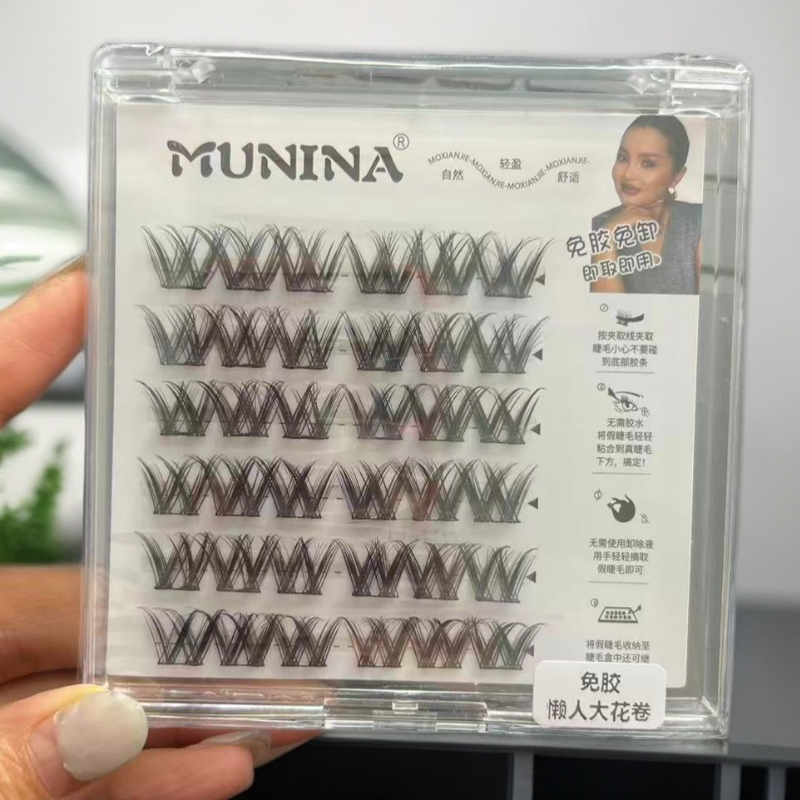 MUNINA®
MOXIANJIE-MOXIANJIE-MOXIANJIE-MOXIANJIE-
自然 轻盈 舒适
免胶免卸
即取即用
按夹取线夹取
睫毛小心不要碰
到底部胶条
无需胶水
将假睫毛轻轻
粘合到真睫毛
下方，搞定！
无需使用卸除液
用手轻轻摘取
假睫毛即可
将假睫毛收纳至
睫毛盒中还可继
免胶
懒人大花卷